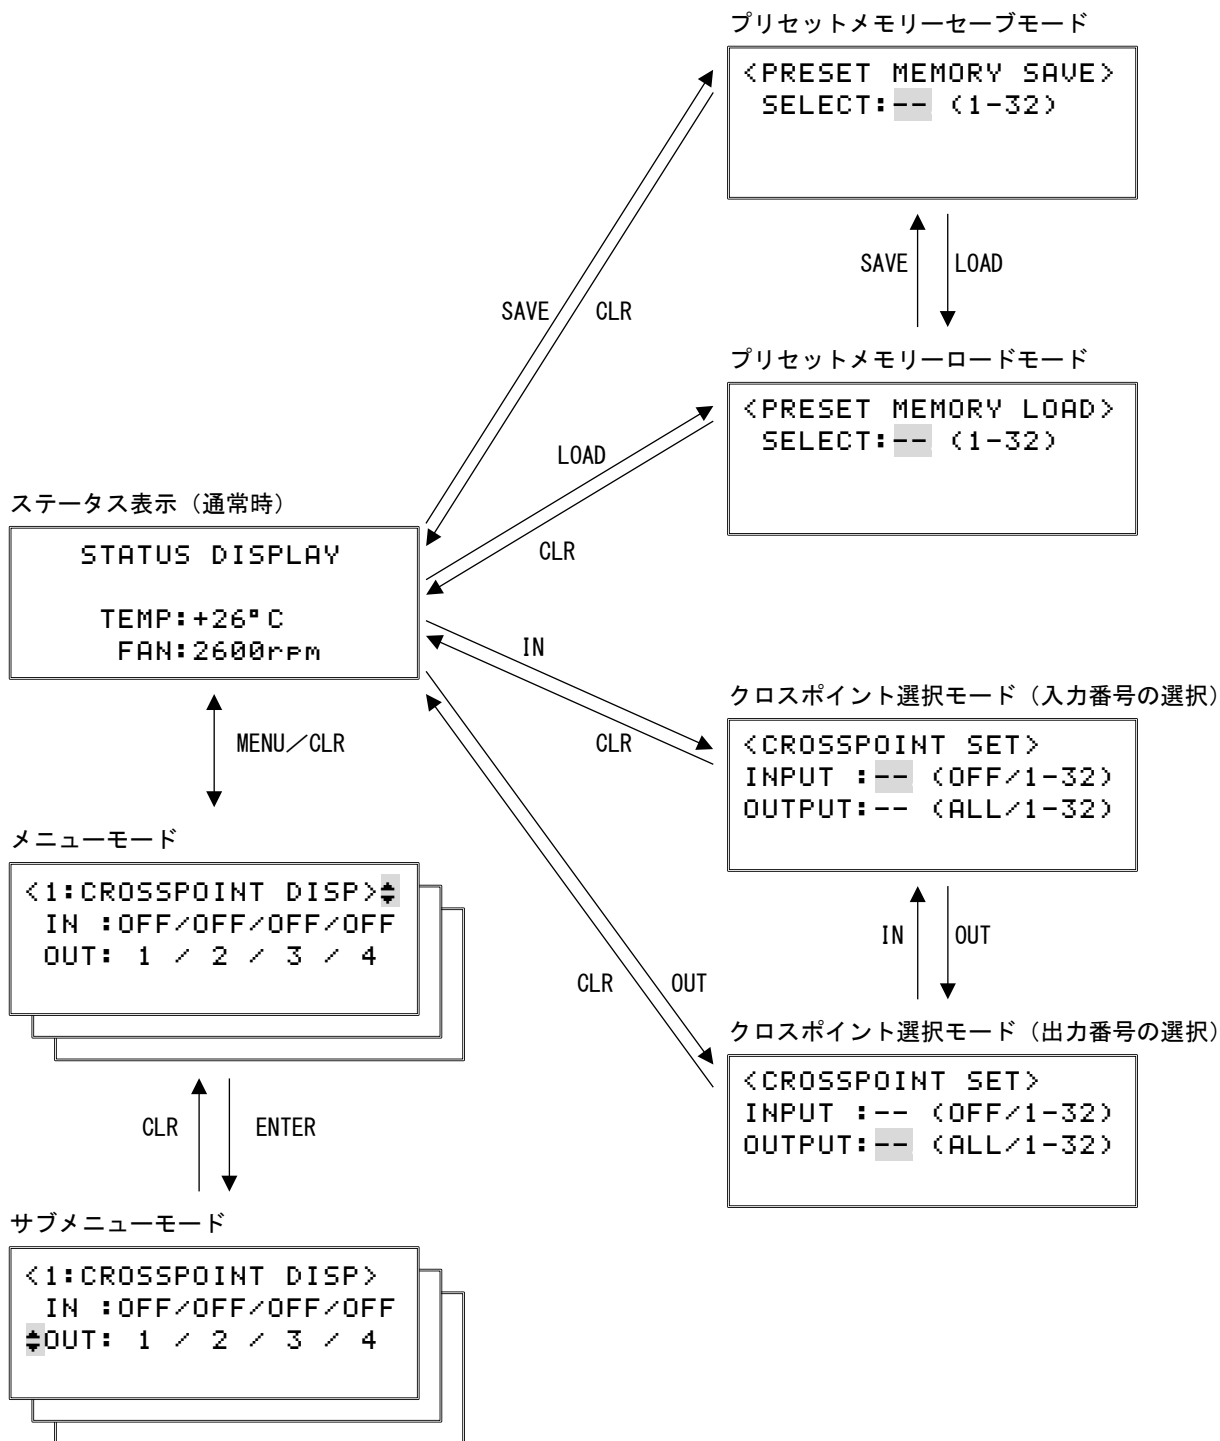 プリセットメモリーセーブモード
<PRESET MEMORY SAVE>
SELECT:-- (1-32)
SAVE
LOAD
SAVE
CLR
プリセットメモリーロードモード
<PRESET MEMORY LOAD>
SELECT:-- (1-32)
LOAD
CLR
ステータス表示（通常時）
STATUS DISPLAY
TEMP:+26°C
FAN:2600rpm
IN
CLR
MENU／CLR
クロスポイント選択モード（入力番号の選択）
<CROSSPOINT SET>
INPUT :-- (OFF/1-32)
OUTPUT:-- (ALL/1-32)
IN
OUT
CLR
OUT
メニューモード
<1:CROSSPOINT DISP>
IN :OFF/OFF/OFF/OFF
OUT: 1 / 2 / 3 / 4
クロスポイント選択モード（出力番号の選択）
<CROSSPOINT SET>
INPUT :-- (OFF/1-32)
OUTPUT:-- (ALL/1-32)
CLR
ENTER
サブメニューモード
<1:CROSSPOINT DISP>
IN :OFF/OFF/OFF/OFF
OUT: 1 / 2 / 3 / 4